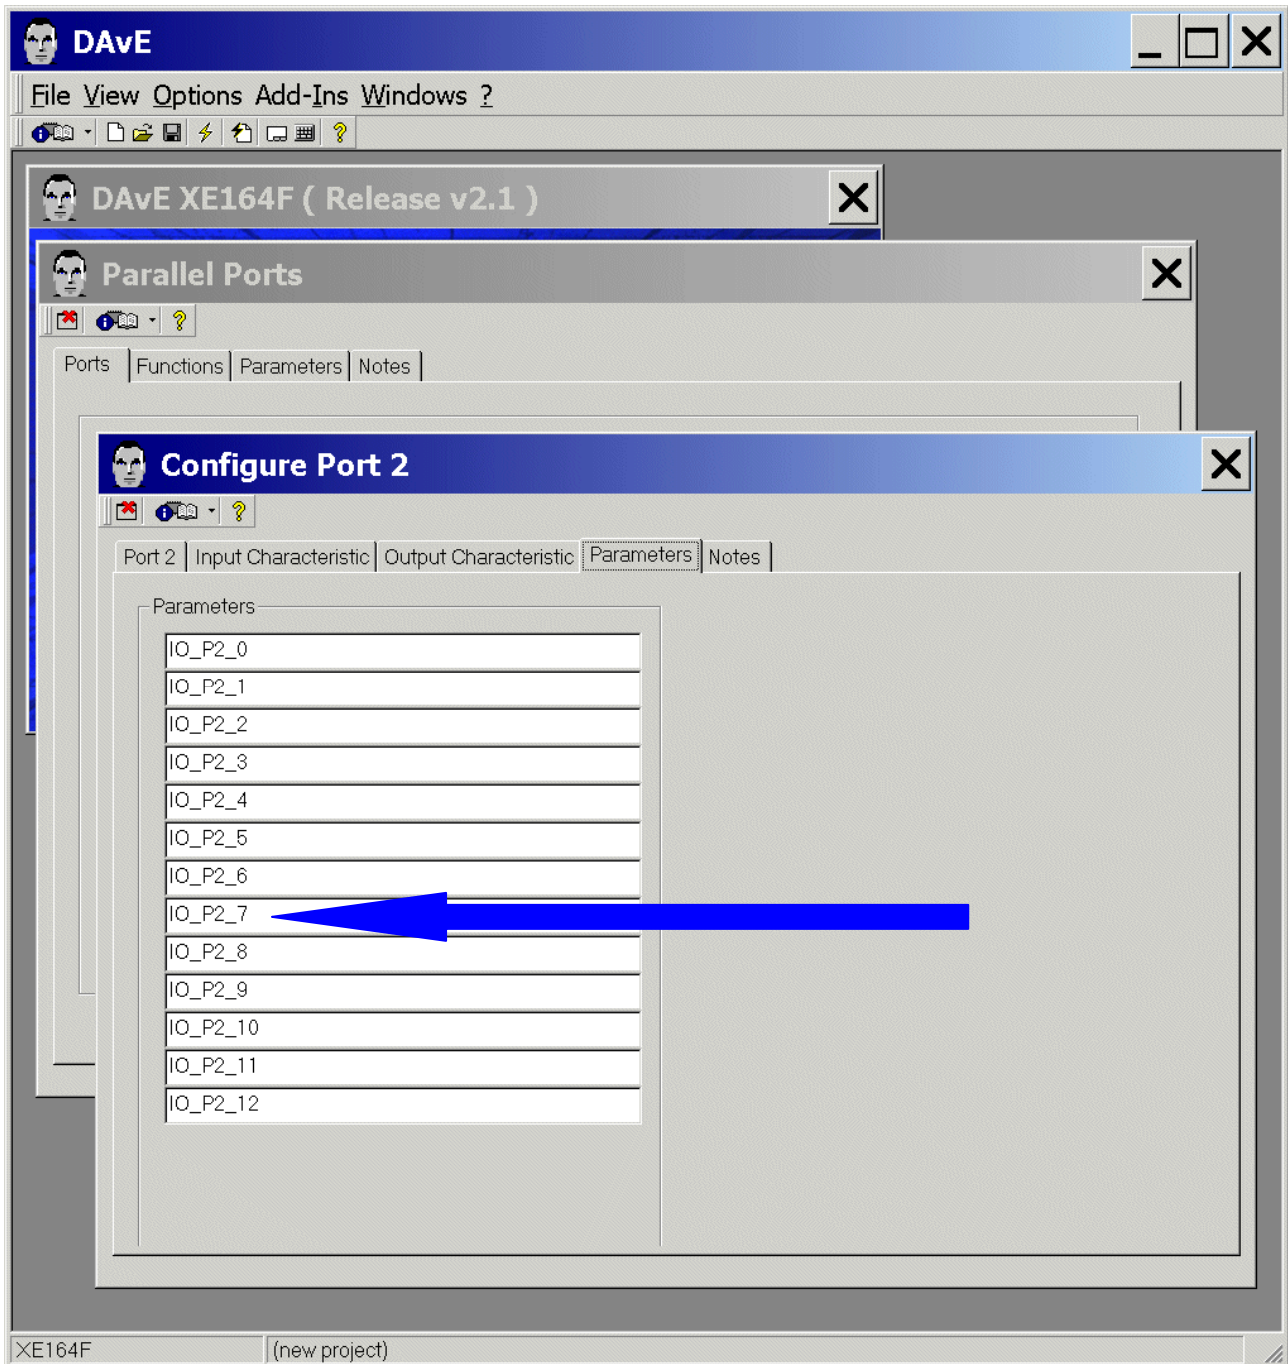 DAvE
File View Options Add-Ins Windows ?
DAvE XE164F ( Release v2.1 )
Parallel Ports
Ports Functions Parameters Notes
Configure Port 2
Port 2 Input Characteristic Output Characteristic Parameters Notes
Parameters
IO_P2_0
IO_P2_1
IO_P2_2
IO_P2_3
IO_P2_4
IO_P2_5
IO_P2_6
IO_P2_7
IO_P2_8
IO_P2_9
IO_P2_10
IO_P2_11
IO_P2_12
XE164F (new project)